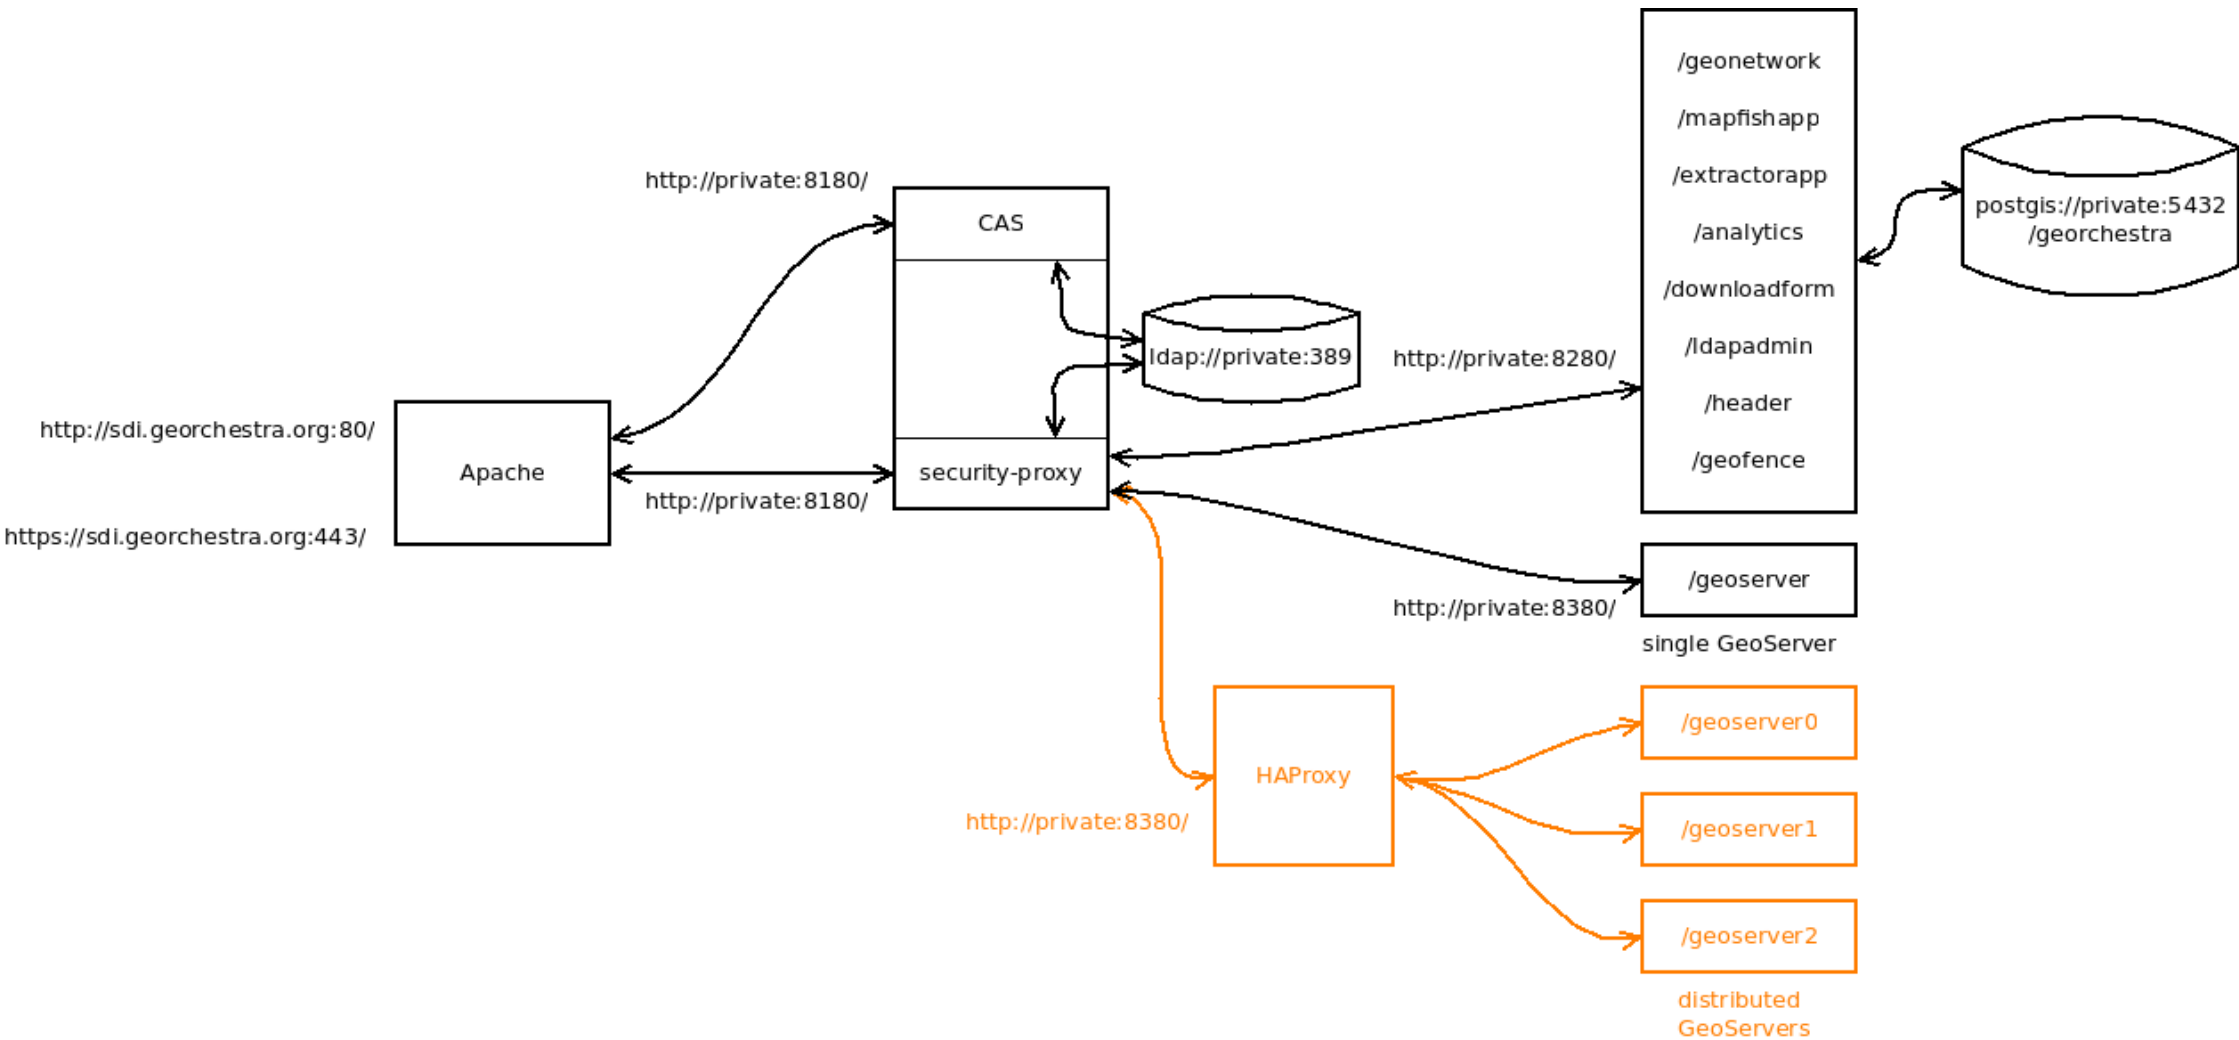 http://sdi.georchestra.org:80/
https://sdi.georchestra.org:443/
Apache
http://private:8180/
http://private:8180/
CAS
security-proxy
ldap://private:389
http://private:8280/
http://private:8380/
/geonetwork
/mapfishapp
/extractorapp
/analytics
/downloadform
/ldapadmin
/header
/geofence
postgis://private:5432
/georchestra
/geoserver
single GeoServer
http://private:8380/
HAProxy
/geoserver0
/geoserver1
/geoserver2
distributed
GeoServers